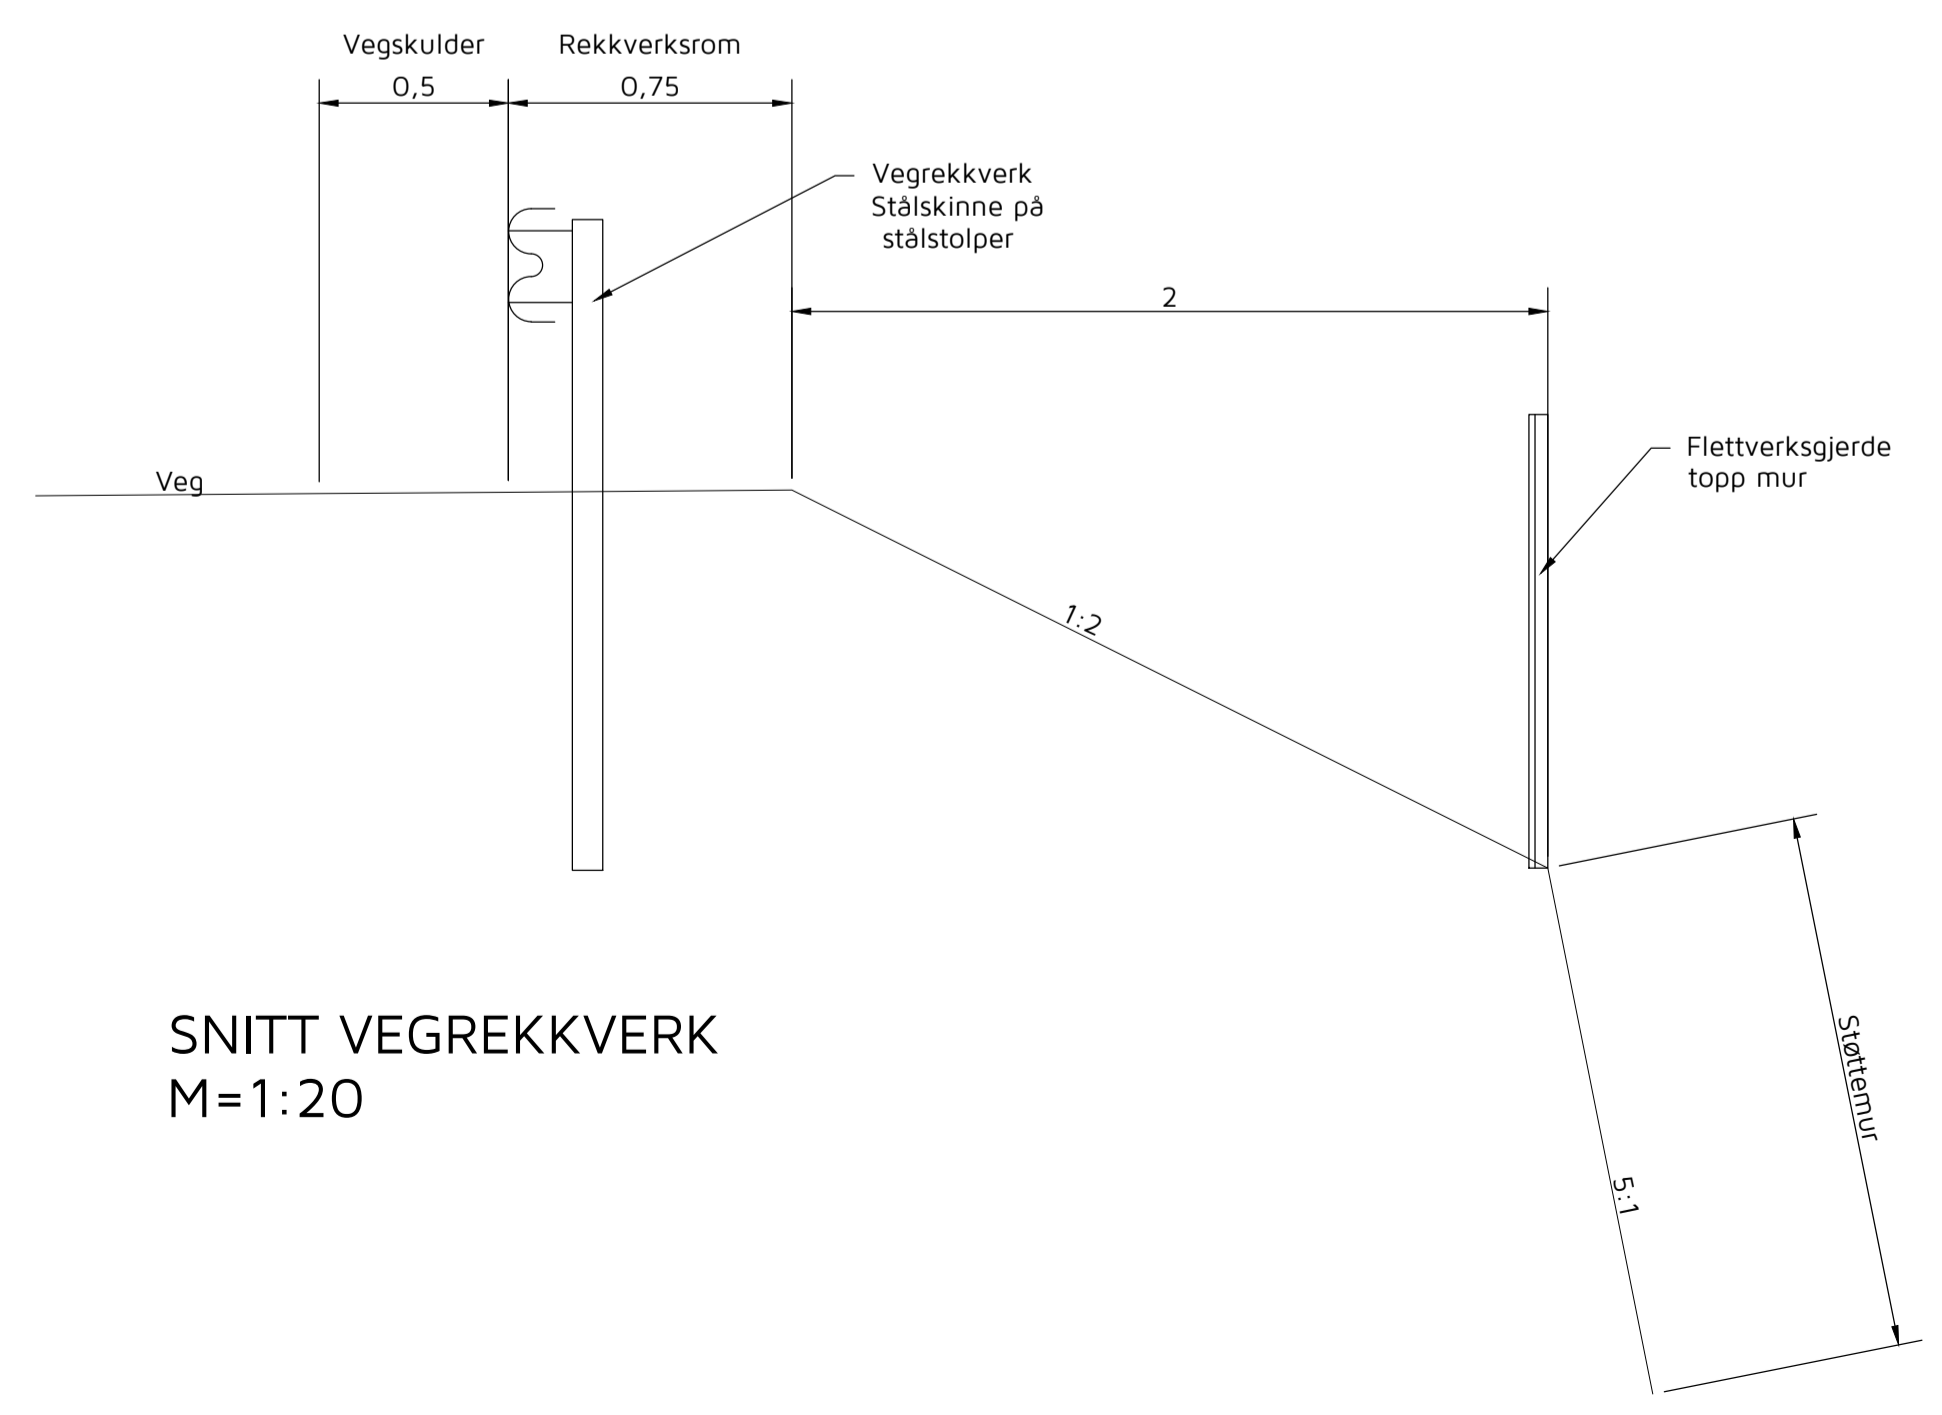 Vegskulder
0,5
Rekkverksrom
0,75
Vegrekkverk
Stålskinne på
stålstolper
2
Flettverksgjerde
topp mur
Veg
1:2
Støttemur
5:1
SNITT VEGREKKVERK
M=1:20